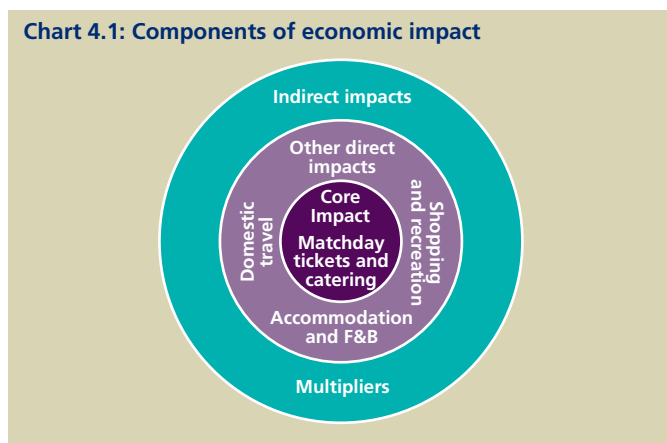 Chart 4.1: Components of economic impact
Indirect impacts
Other direct
impacts
Core
Impact
Matchday
tickets and
catering
Domestic
travel
Shopping
and recreation
Accommodation
and F&B
Multipliers